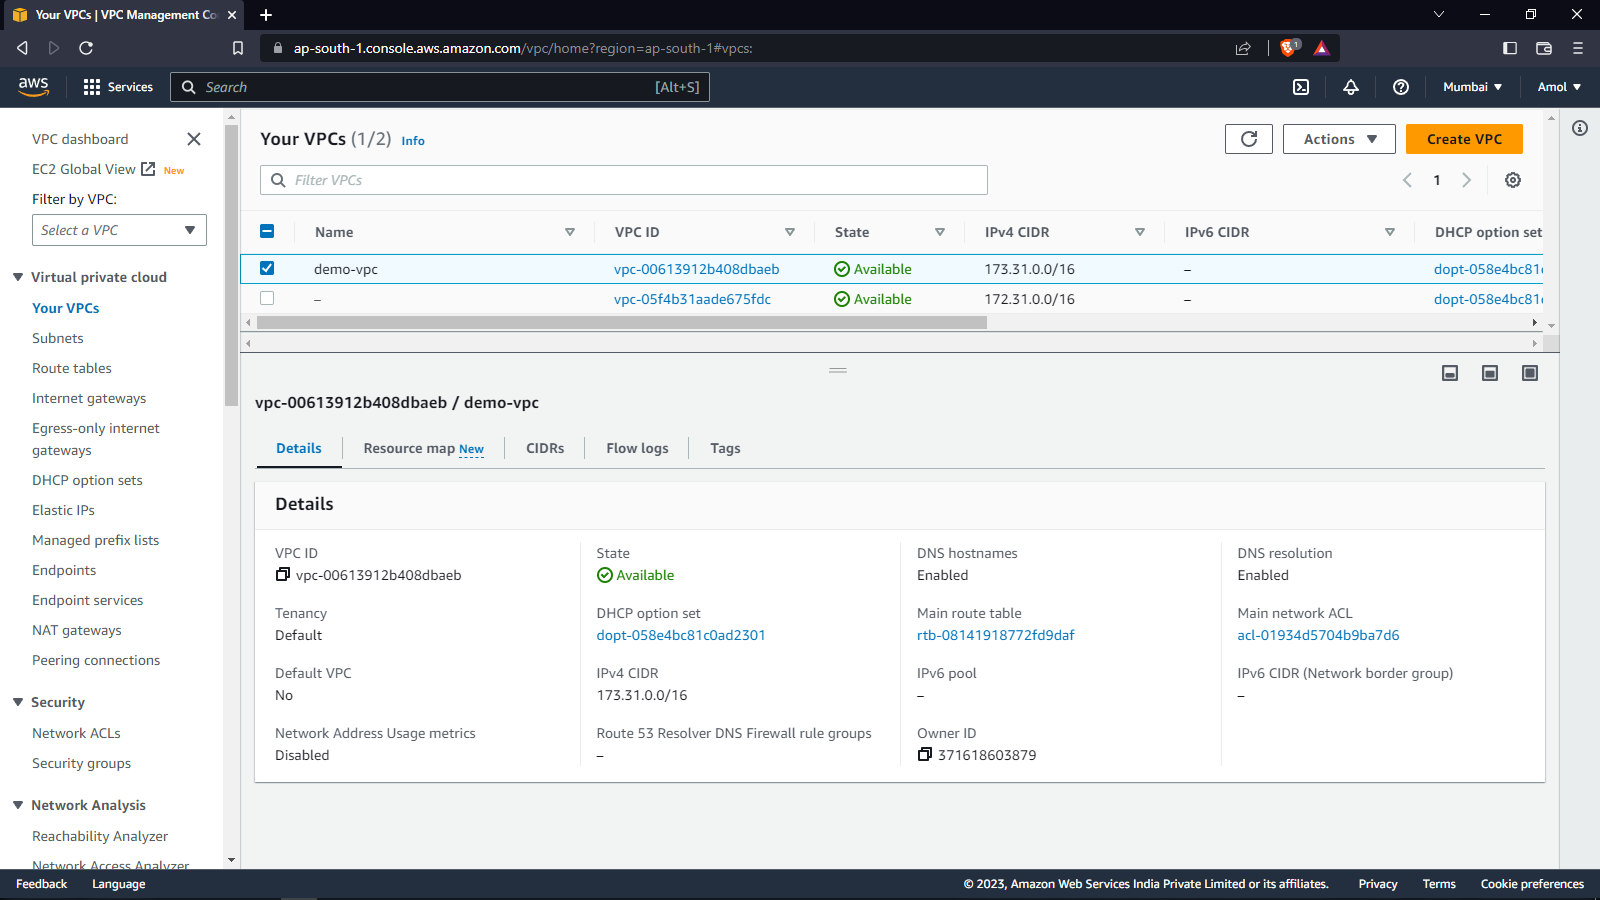 Your VPCs | VPC Management Co
ap-south-1.console.aws.amazon.com/vpc/home?region=ap-south-1#vpcs:
1
aws
Services
Search
[Alt+S]
Mumbai
Amol
VPC dashboard
EC2 Global View
New
Filter by VPC:
Select a VPC
Virtual private cloud
Your VPCs
Subnets
Route tables
Internet gateways
Egress-only internet
gateways
DHCP option sets
Elastic IPs
Managed prefix lists
Endpoints
Endpoint services
NAT gateways
Peering connections
Security
Network ACLs
Security groups
Network Analysis
Reachability Analyzer
Network Access Analyzer
Your VPCs (1/2) Info
Actions
Create VPC
Filter VPCs
1
Name VPC ID State IPv4 CIDR IPv6 CIDR DHCP option set
demo-vpc vpc-00613912b408dbaeb Available 173.31.0.0/16 – dopt-058e4bc81
– vpc-05f4b31aade675fdc Available 172.31.0.0/16 – dopt-058e4bc81
vpc-00613912b408dbaeb / demo-vpc
Details Resource map New CIDRs Flow logs Tags
Details
VPC ID
vpc-00613912b408dbaeb
State
Available
DNS hostnames
Enabled
DNS resolution
Enabled
Tenancy
Default
DHCP option set
dopt-058e4bc81c0ad2301
Main route table
rtb-08141918772fd9daf
Main network ACL
acl-01934d5704b9ba7d6
Default VPC
No
IPv4 CIDR
173.31.0.0/16
IPv6 pool
–
IPv6 CIDR (Network border group)
–
Network Address Usage metrics
Disabled
Route 53 Resolver DNS Firewall rule groups
–
Owner ID
371618603879
Feedback Language © 2023, Amazon Web Services India Private Limited or its affiliates. Privacy Terms Cookie preferences